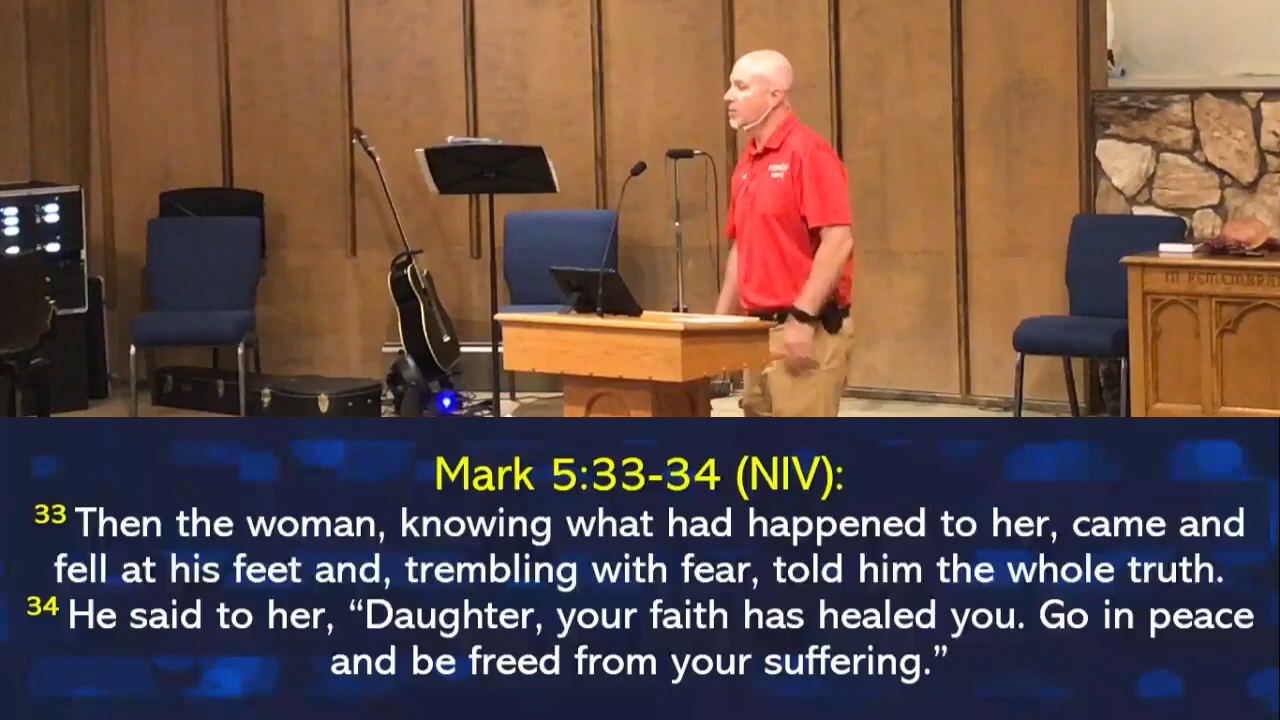 IN REMEMBRAN
Mark 5:33-34 (NIV):
33 Then the woman, knowing what had happened to her, came and
fell at his feet and, trembling with fear, told him the whole truth.
34 He said to her, “Daughter, your faith has healed you. Go in peace
and be freed from your suffering.”